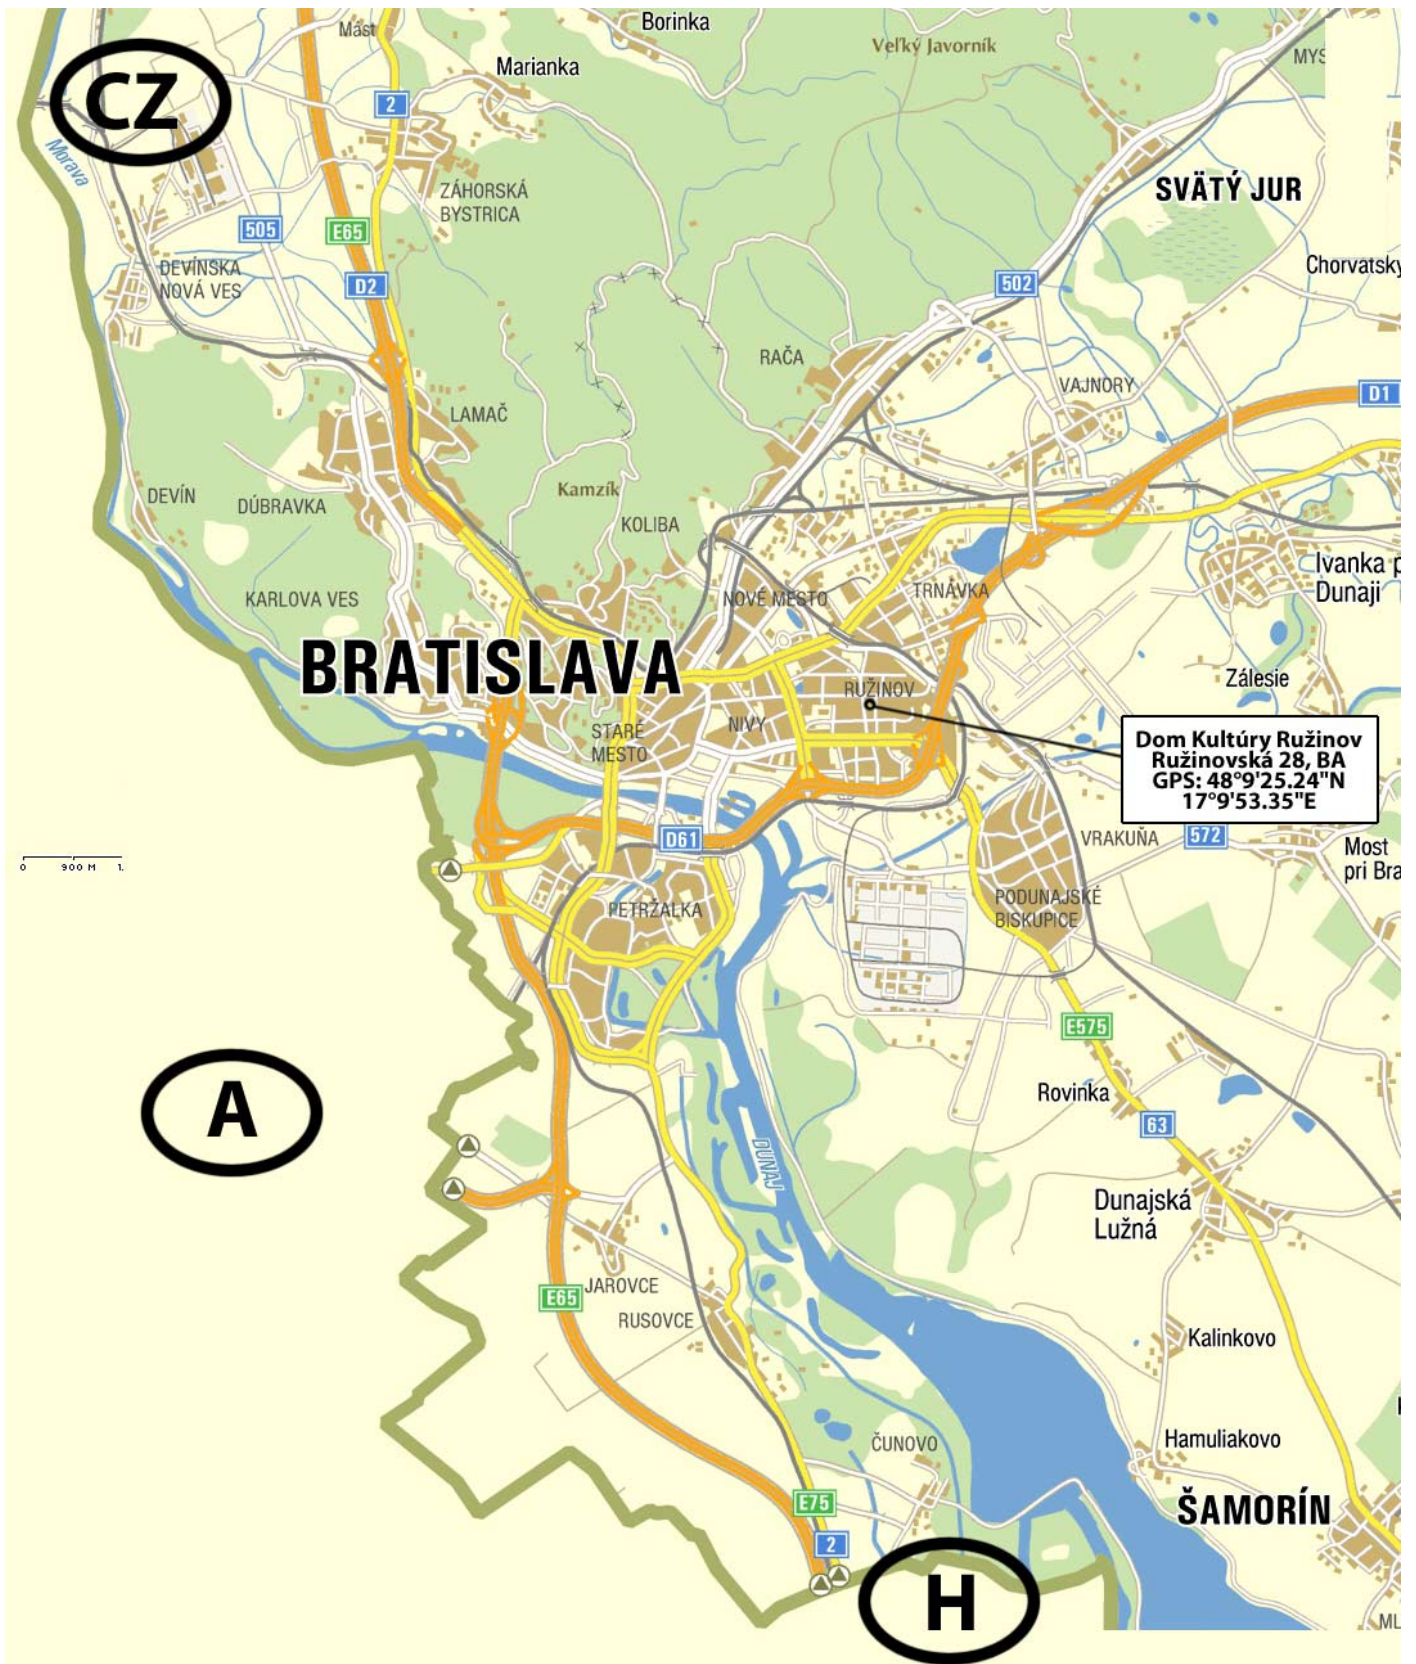 Borinka
Mást
Veľký Javorník
MYS
Marianka
CZ
2
Morava
ZÁHORSKÁ
BYSTRICA
SVÄTÝ JUR
505
E65
DEVÍNSKA
NOVÁ VES
D2
502
Chorvatsky
RAČA
VAJNORY
D1
LAMAČ
DEVÍN
DÚBRAVKA
Kamzík
KOLIBA
Ivanka p
Dunaji
KARLOVA VES
NOVÉ MESTO
TRNÁVKA
BRATISLAVA
RUŽINOV
Zálesie
STARÉ
MESTO
NIVY
Dom Kultúry Ružinov
Ružinovská 28, BA
GPS: 48°9'25.24"N
17°9'53.35"E
D61
VRAKUŇA
572
Most
pri Bra
0 900 M 1.
PETRŽALKA
PODUNAJSKÉ
BISKUPICE
E575
A
Rovinka
63
DUNAJ
Dunajská
Lužná
E65
JAROVCE
RUSOVCE
Kalinkovo
ČUNOVO
Hamuliakovo
E75
ŠAMORÍN
2
H
ML